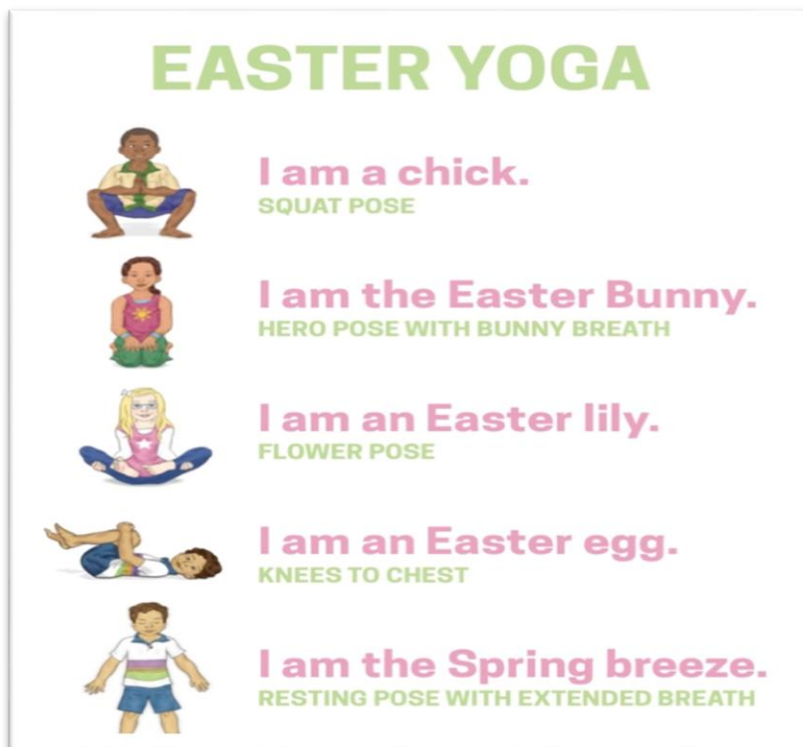 EASTER YOGA
I am a chick.
SQUAT POSE
I am the Easter Bunny.
HERO POSE WITH BUNNY BREATH
I am an Easter lily.
FLOWER POSE
I am an Easter egg.
KNEES TO CHEST
I am the Spring breeze.
RESTING POSE WITH EXTENDED BREATH